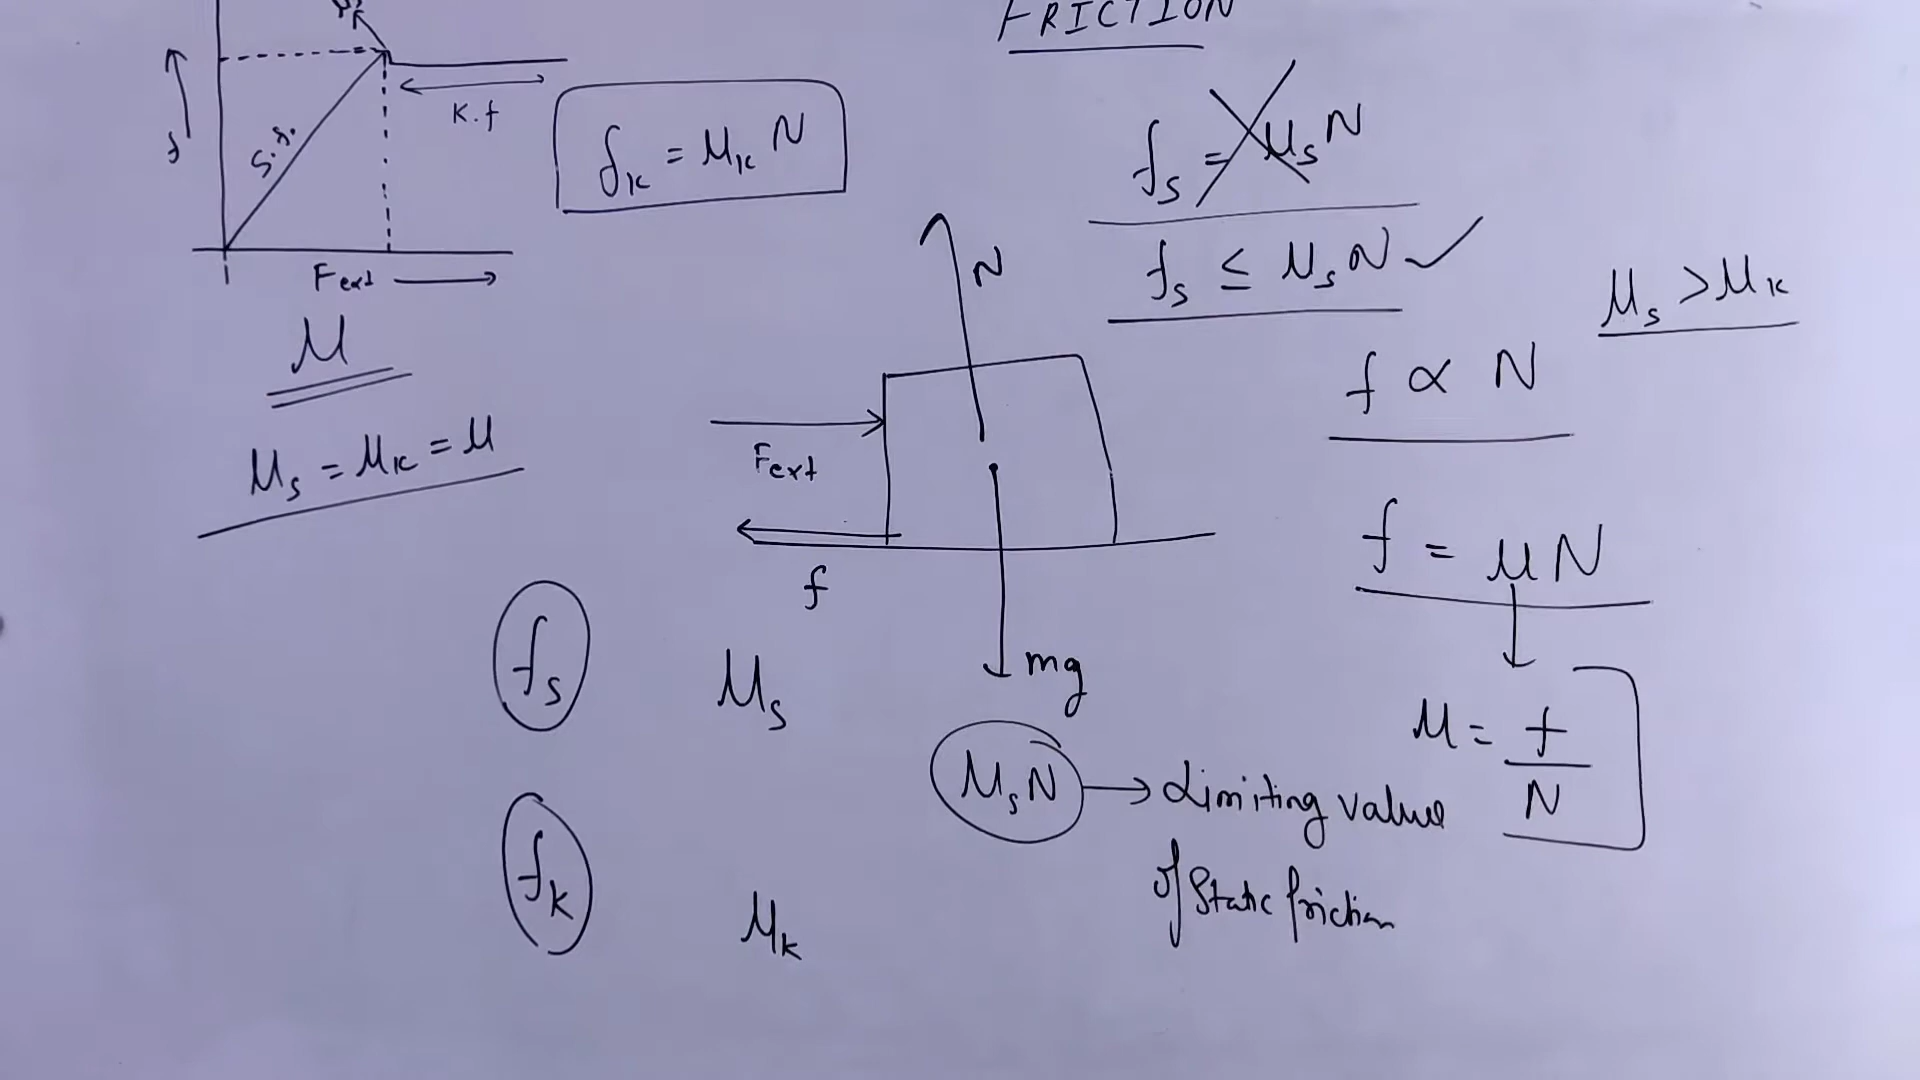 FRICTION
f
S.f.
K.f
F ext
fk = μk N
fs = μs N
fs ≤ μs N ✓
μs > μk
f ∝ N
f = μN
μ = f/N
μ
μs = μk = μ
N
Fext
f
mg
fs
μs
fk
μk
μsN → Limiting value
of Static friction